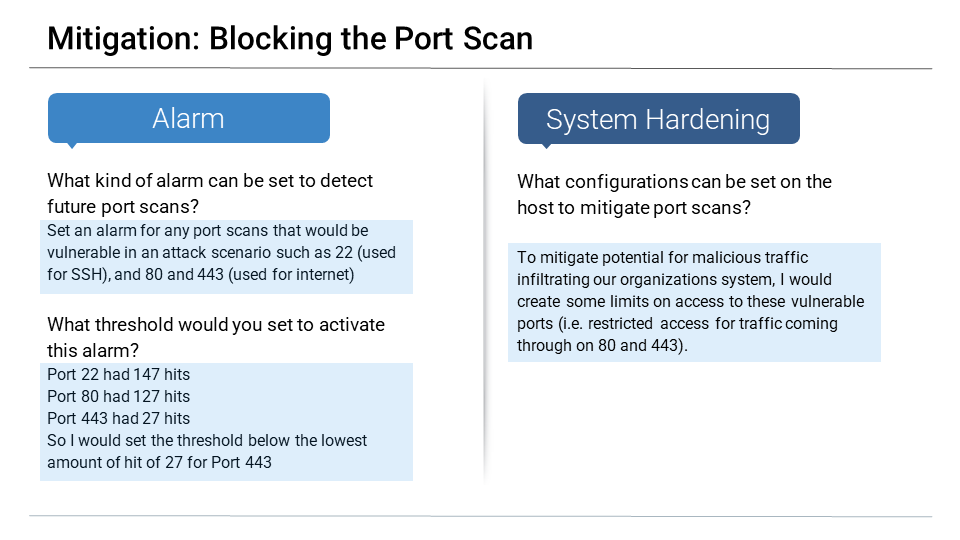 Mitigation: Blocking the Port Scan
Alarm
What kind of alarm can be set to detect
future port scans?
Set an alarm for any port scans that would be
vulnerable in an attack scenario such as 22 (used
for SSH), and 80 and 443 (used for internet)
What threshold would you set to activate
this alarm?
Port 22 had 147 hits
Port 80 had 127 hits
Port 443 had 27 hits
So I would set the threshold below the lowest
amount of hit of 27 for Port 443
System Hardening
What configurations can be set on the
host to mitigate port scans?
To mitigate potential for malicious traffic
infiltrating our organizations system, I would
create some limits on access to these vulnerable
ports (i.e. restricted access for traffic coming
through on 80 and 443).